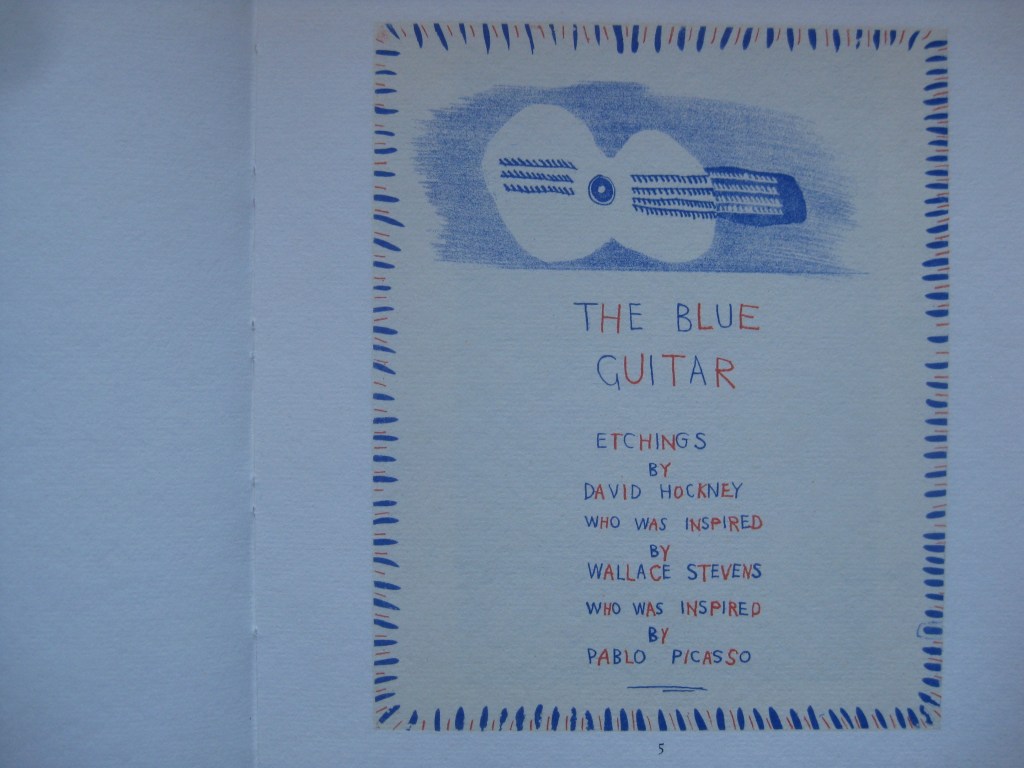 THE BLUE
GUITAR
ETCHINGS
BY
DAVID HOCKNEY
WHO WAS INSPIRED
BY
WALLACE STEVENS
WHO WAS INSPIRED
BY
PABLO PICASSO
5